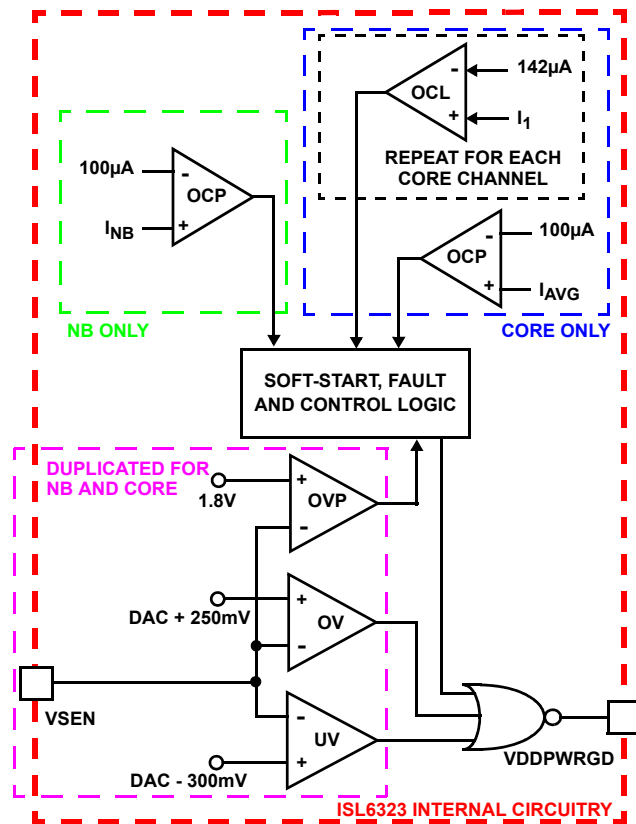 142µA
-
OCL
+
I1
REPEAT FOR EACH
CORE CHANNEL
100µA
-
OCP
INB
+
100µA
-
OCP
+
IAVG
NB ONLY
CORE ONLY
SOFT-START, FAULT
AND CONTROL LOGIC
DUPLICATED FOR
NB AND CORE
+
1.8V
OVP
-
+
DAC + 250mV
OV
-
VSEN
-
UV
+
DAC - 300mV
VDDPWRGD
ISL6323 INTERNAL CIRCUITRY